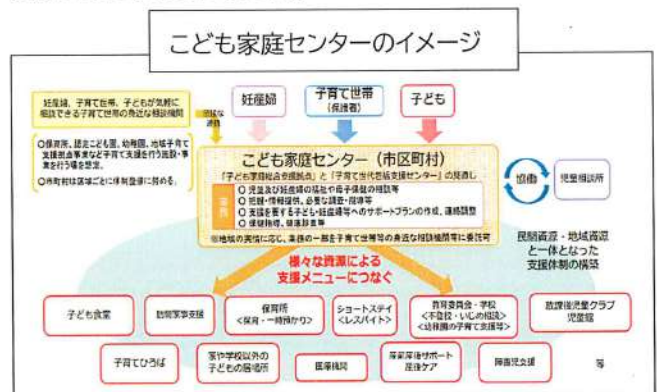 こども家庭センターのイメージ
妊産婦、子育て世帯、子どもが気軽に
相談できる子育て世帯の身近な相談機関
○保育所、認定こども園、幼稚園、地域子育て
支援拠点事業など子育て支援を行う施設・事
業を行う場を想定。
○市町村は区域ごとに体制整備に努める。
密接な
連携
妊産婦
子育て世帯
(保護者)
子ども
こども家庭センター(市区町村)
「子ども家庭総合支援拠点」と「子育て世代包括支援センター」の見直し
業務
○ 児童及び妊産婦の福祉や母子保健の相談等
○ 把握・情報提供、必要な調査・指導等
○ 支援を要する子ども・妊産婦等へのサポートプランの作成、連絡調整
○ 保健指導、健康診査等
※地域の実情に応じ、業務の一部を子育て世帯等の身近な相談機関等に委託可
協働
児童相談所
様々な資源による
支援メニューにつなぐ
民間資源・地域資源
と一体となった
支援体制の構築
子ども食堂
訪問家事支援
保育所
<保育・一時預かり>
ショートステイ
<レスパイト>
教育委員会・学校
<不登校・いじめ相談>
<幼稚園の子育て支援等>
放課後児童クラブ
児童館
子育てひろば
家や学校以外の
子どもの居場所
医療機関
産前産後サポート
産後ケア
障害児支援
等